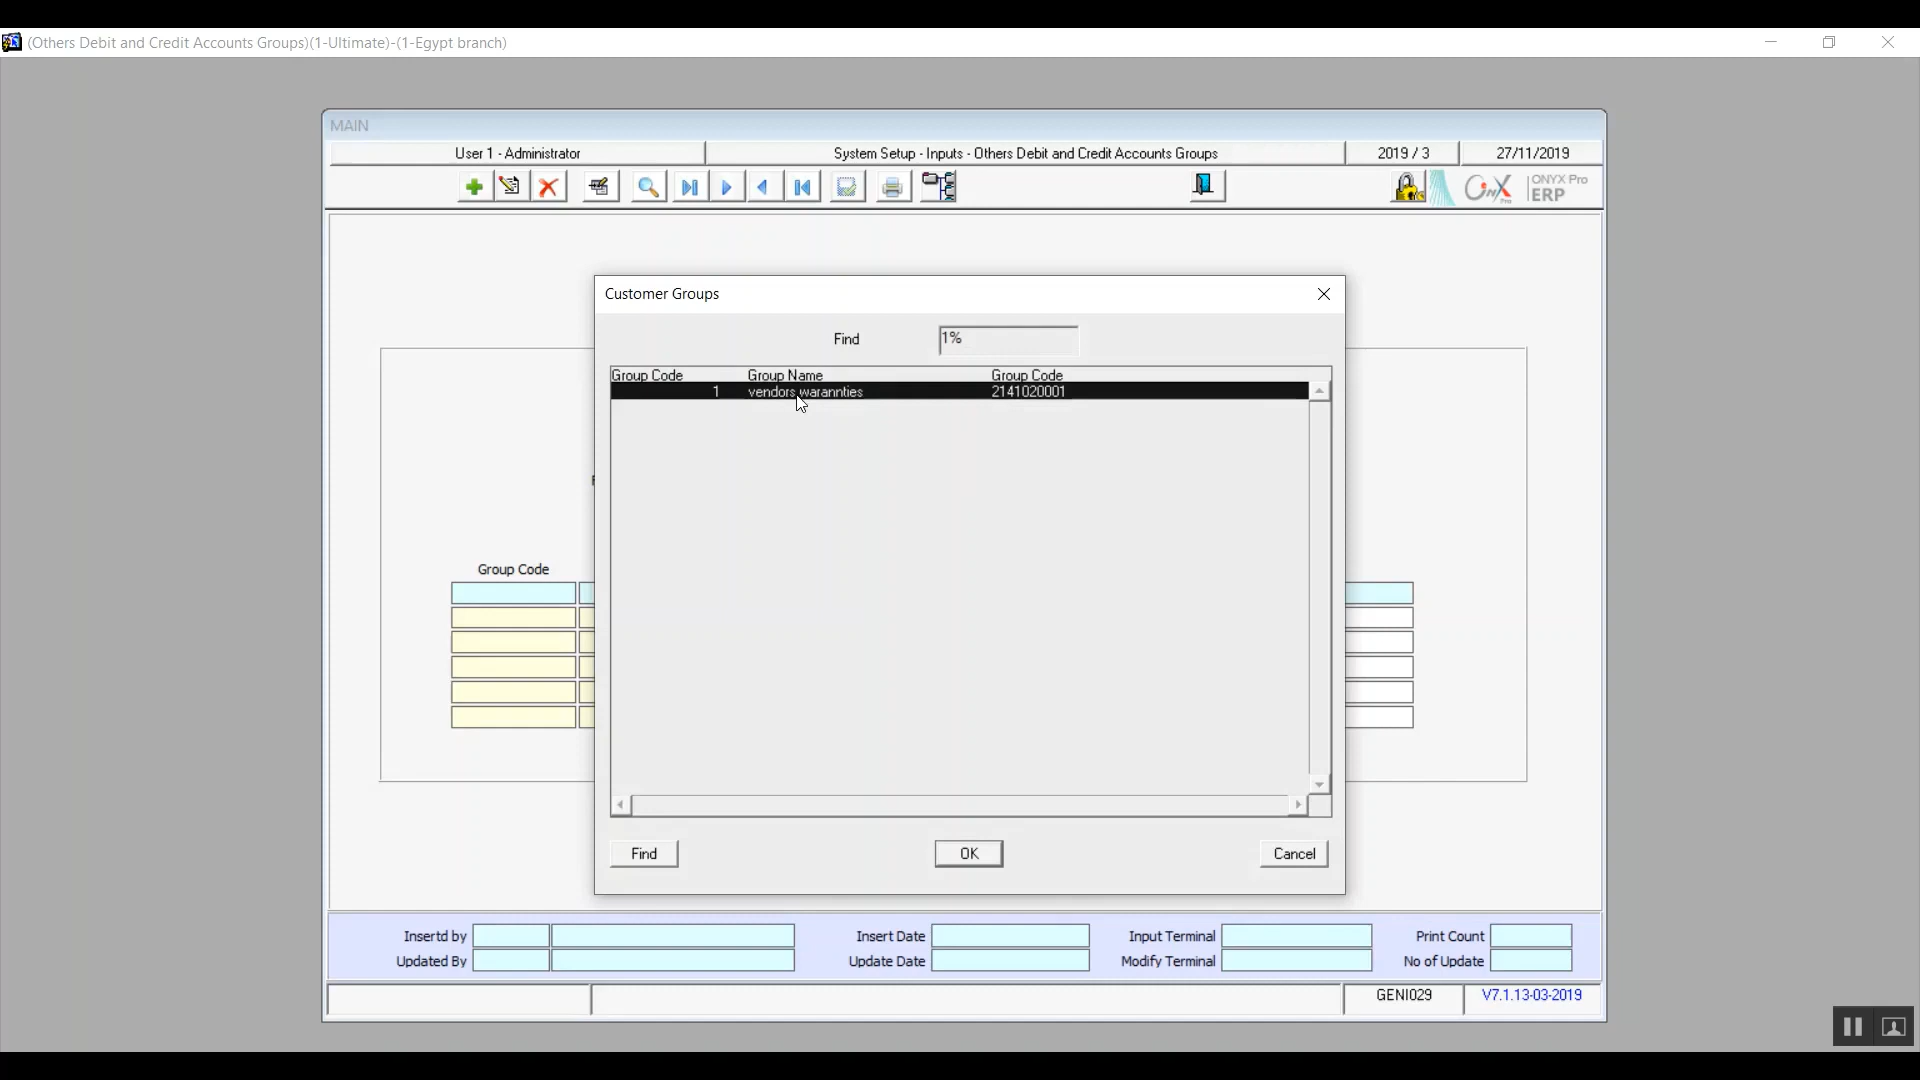 (Others Debit and Credit Accounts Groups)(1-Ultimate)-(1-Egypt branch)
MAIN
User 1 - Administrator System Setup - Inputs - Others Debit and Credit Accounts Groups 2019 / 3 27/11/2019
Onyx Pro ONYX Pro
ERP
Customer Groups
Find 1%
Group Code Group Name Group Code
1 vendors warannties 2141020001
Group Code
Find OK Cancel
Insertd by Insert Date Input Terminal Print Count
Updated By Update Date Modify Terminal No of Update
GENI029 V7.1.13-03-2019